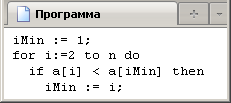 Программа
iMin := 1;
for i:=2 to n do
  if a[i] < a[iMin] then
    iMin := i;